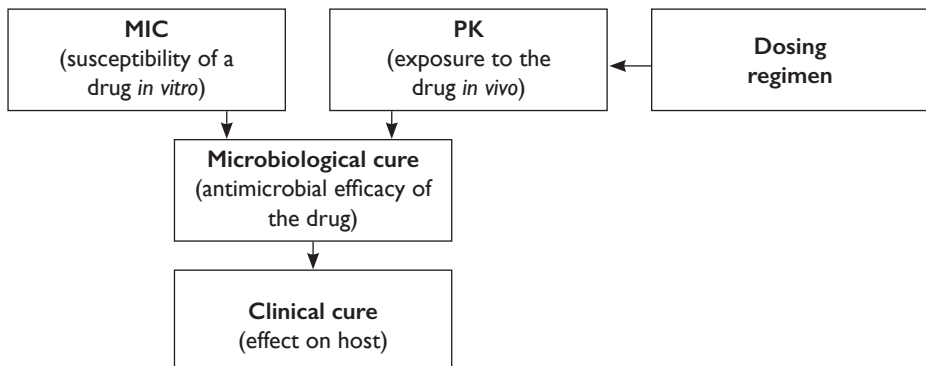 MIC
(susceptibility of a
drug in vitro)
PK
(exposure to the
drug in vivo)
Dosing
regimen
Microbiological cure
(antimicrobial efficacy of
the drug)
Clinical cure
(effect on host)